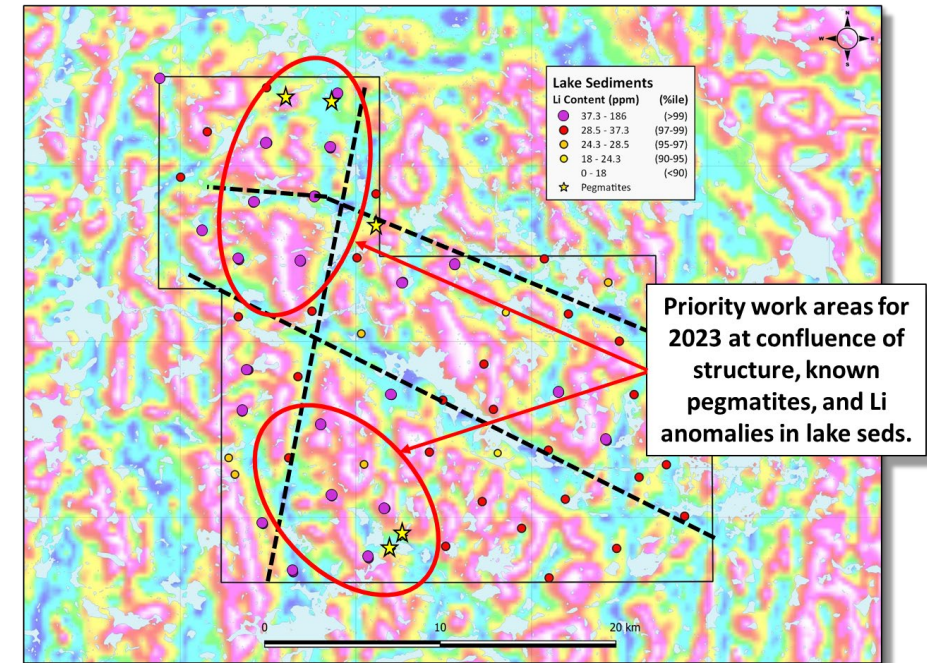 N
W E
S
Lake Sediments
Li Content (ppm) (%ile)
37.3 - 186 (>99)
28.5 - 37.3 (97-99)
24.3 - 28.5 (95-97)
18 - 24.3 (90-95)
0 - 18 (<90)
Pegmatites
Priority work areas for
2023 at confluence of
structure, known
pegmatites, and Li
anomalies in lake seds.
0 10 20 km